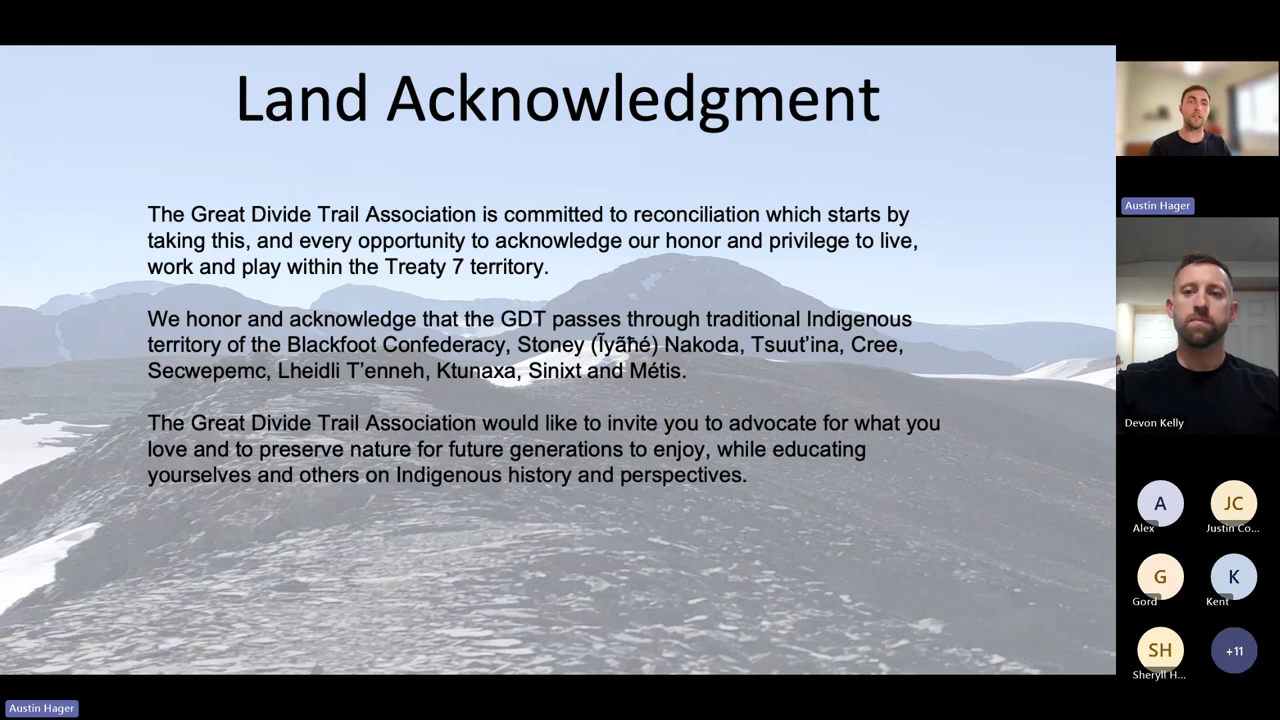 Land Acknowledgment
The Great Divide Trail Association is committed to reconciliation which starts by
taking this, and every opportunity to acknowledge our honor and privilege to live,
work and play within the Treaty 7 territory.
We honor and acknowledge that the GDT passes through traditional Indigenous
territory of the Blackfoot Confederacy, Stoney (Ĩyãħé) Nakoda, Tsuut’ina, Cree,
Secwepemc, Lheidli T’enneh, Ktunaxa, Sinixt and Métis.
The Great Divide Trail Association would like to invite you to advocate for what you
love and to preserve nature for future generations to enjoy, while educating
yourselves and others on Indigenous history and perspectives.
Austin Hager
Devon Kelly
A
Alex
JC
Justin Co...
G
Gord
K
Kent
SH
Sheryll H...
+11
Austin Hager